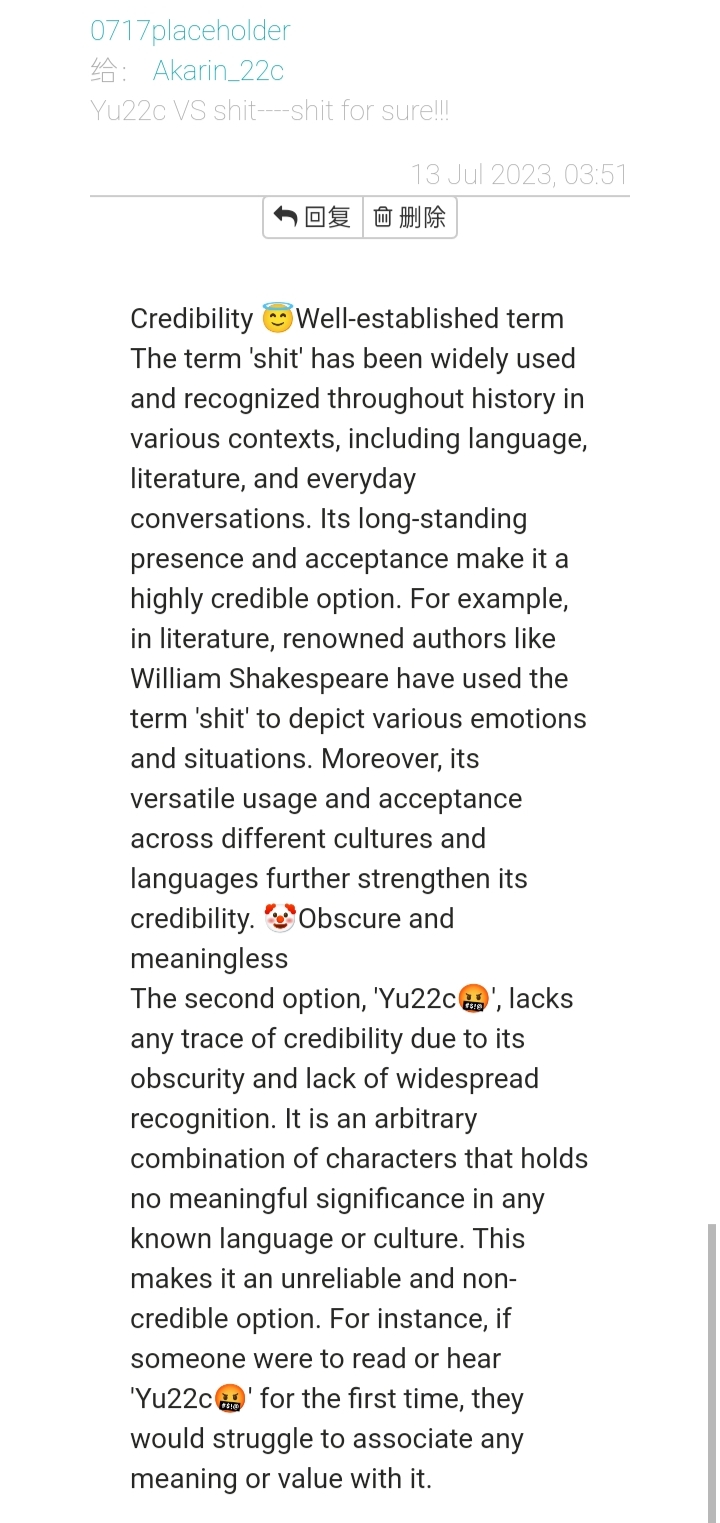 0717placeholder
给： Akarin_22c
Yu22c VS shit----shit for sure!!!
13 Jul 2023, 03:51
回复 删除
Credibility 😇Well-established term
The term 'shit' has been widely used
and recognized throughout history in
various contexts, including language,
literature, and everyday
conversations. Its long-standing
presence and acceptance make it a
highly credible option. For example,
in literature, renowned authors like
William Shakespeare have used the
term 'shit' to depict various emotions
and situations. Moreover, its
versatile usage and acceptance
across different cultures and
languages further strengthen its
credibility. 🤡Obscure and
meaningless
The second option, 'Yu22c🤬', lacks
any trace of credibility due to its
obscurity and lack of widespread
recognition. It is an arbitrary
combination of characters that holds
no meaningful significance in any
known language or culture. This
makes it an unreliable and non-
credible option. For instance, if
someone were to read or hear
'Yu22c🤬' for the first time, they
would struggle to associate any
meaning or value with it.